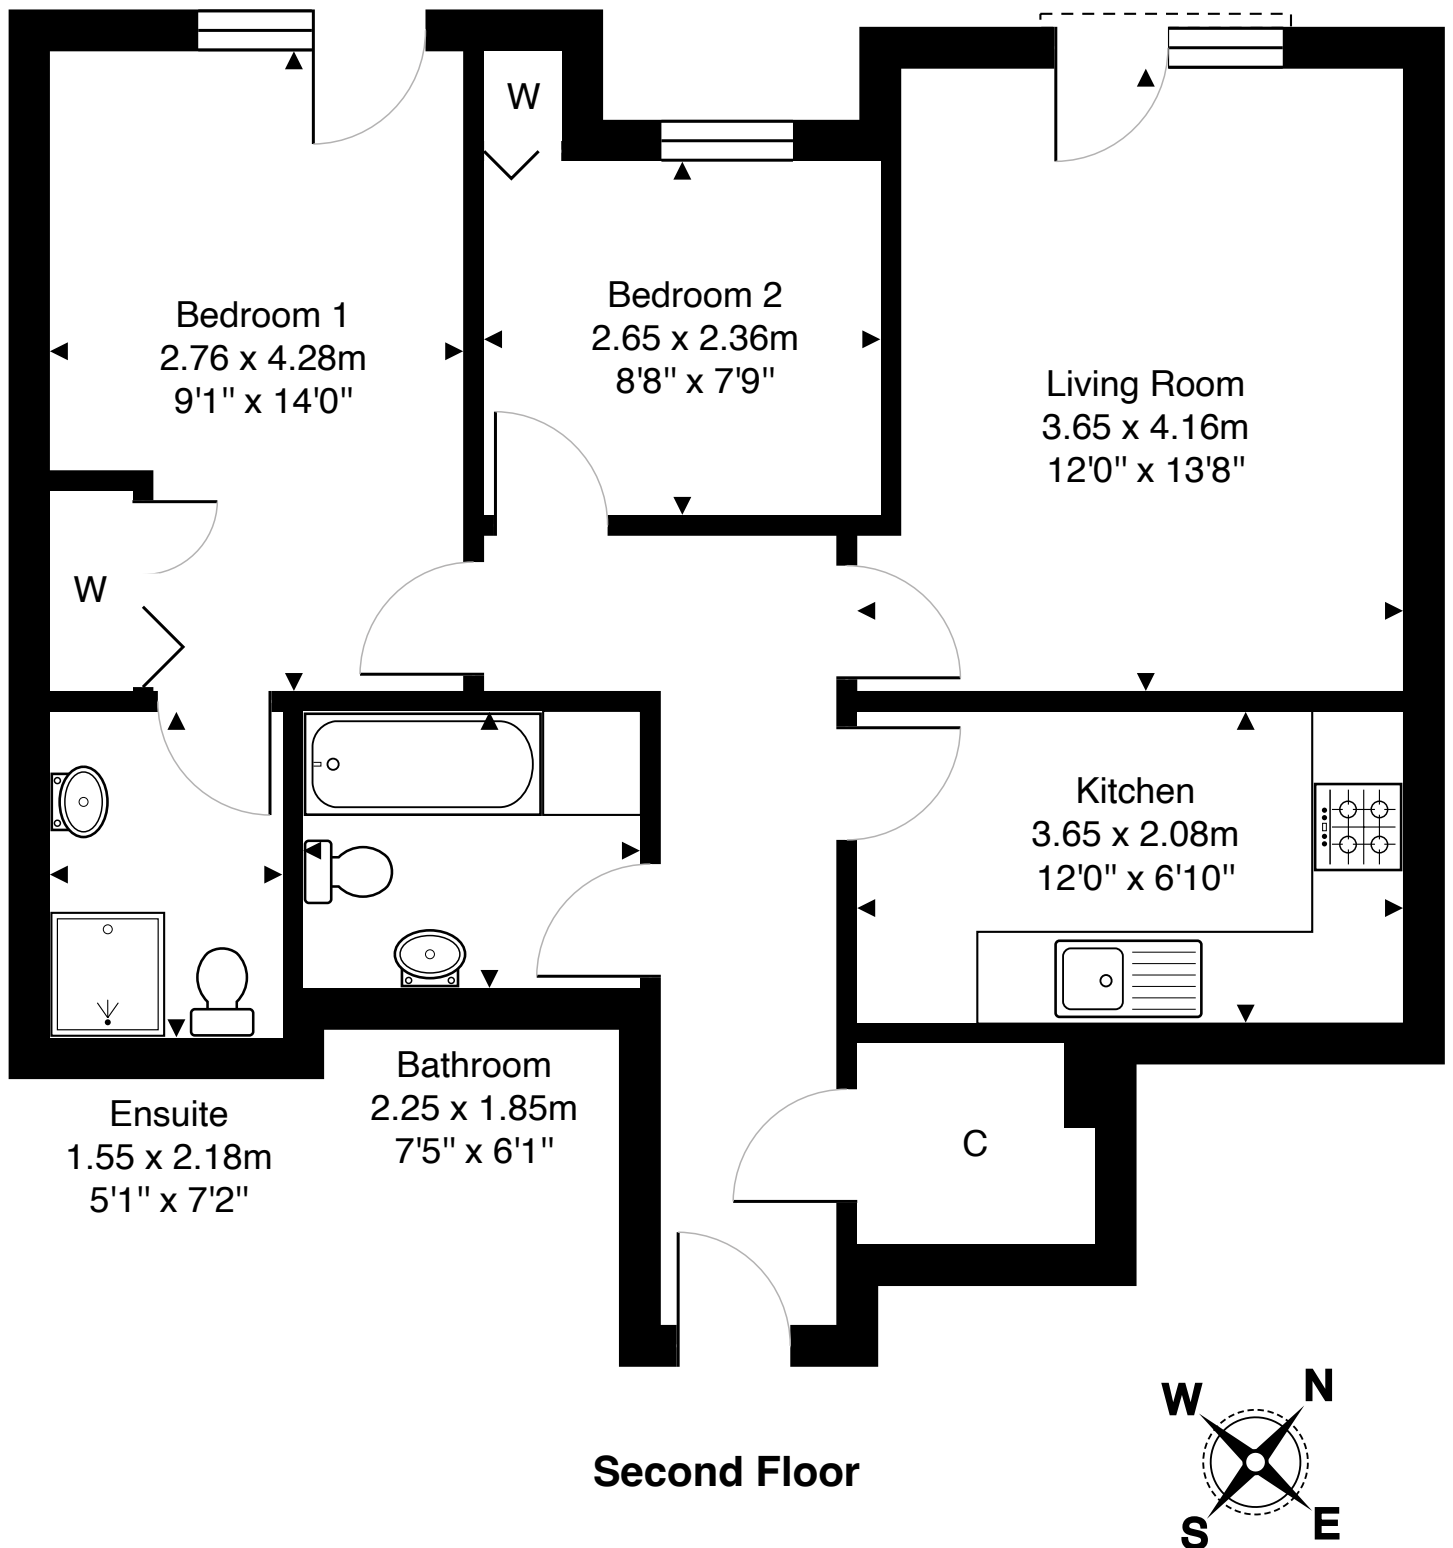 W
Bedroom 1
2.76 x 4.28m
9'1" x 14'0"
Bedroom 2
2.65 x 2.36m
8'8" x 7'9"
Living Room
3.65 x 4.16m
12'0" x 13'8"
W
Kitchen
3.65 x 2.08m
12'0" x 6'10"
Bathroom
2.25 x 1.85m
7'5" x 6'1"
Ensuite
1.55 x 2.18m
5'1" x 7'2"
C
Second Floor
W
N
S
E